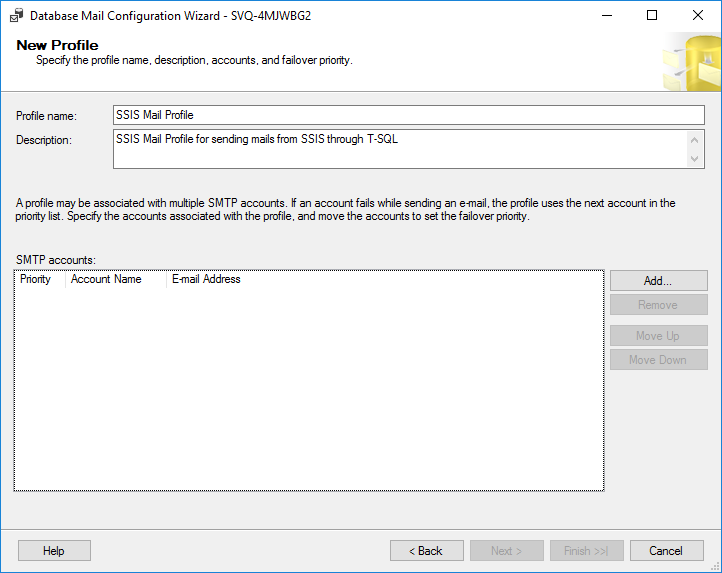 Database Mail Configuration Wizard - SVQ-4MJWBG2
New Profile
Specify the profile name, description, accounts, and failover priority.
Profile name:
SSIS Mail Profile
Description:
SSIS Mail Profile for sending mails from SSIS through T-SQL
A profile may be associated with multiple SMTP accounts. If an account fails while sending an e-mail, the profile uses the next account in the
priority list. Specify the accounts associated with the profile, and move the accounts to set the failover priority.
SMTP accounts:
Priority Account Name E-mail Address
Add...
Remove
Move Up
Move Down
Help
< Back
Next >
Finish >>|
Cancel